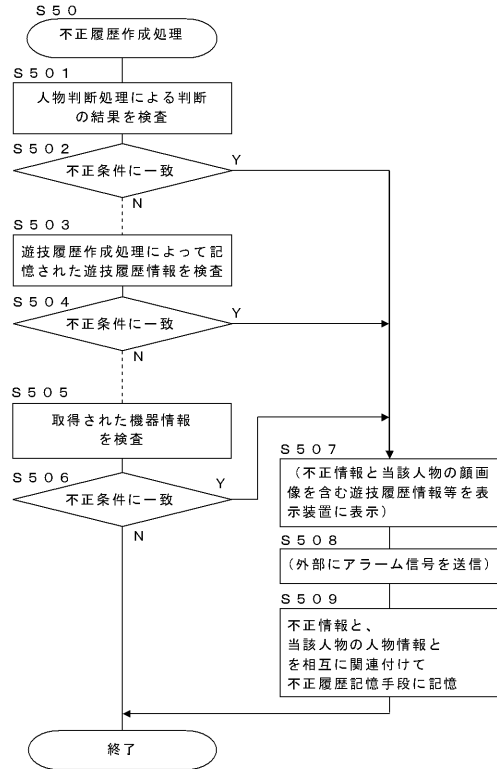 Ｓ５０
不正履歴作成処理
Ｓ５０１
人物判断処理による判断
の結果を検査
Ｓ５０２
不正条件に一致
Ｙ
Ｎ
Ｓ５０３
遊技履歴作成処理によって記
憶された遊技履歴情報を検査
Ｓ５０４
不正条件に一致
Ｙ
Ｎ
Ｓ５０５
取得された機器情報
を検査
Ｓ５０６
不正条件に一致
Ｙ
Ｎ
Ｓ５０７
（不正情報と当該人物の顔画
像を含む遊技履歴情報等を表
示装置に表示）
Ｓ５０８
（外部にアラーム信号を送信）
Ｓ５０９
不正情報と、
当該人物の人物情報と
を相互に関連付けて
不正履歴記憶手段に記憶
終了